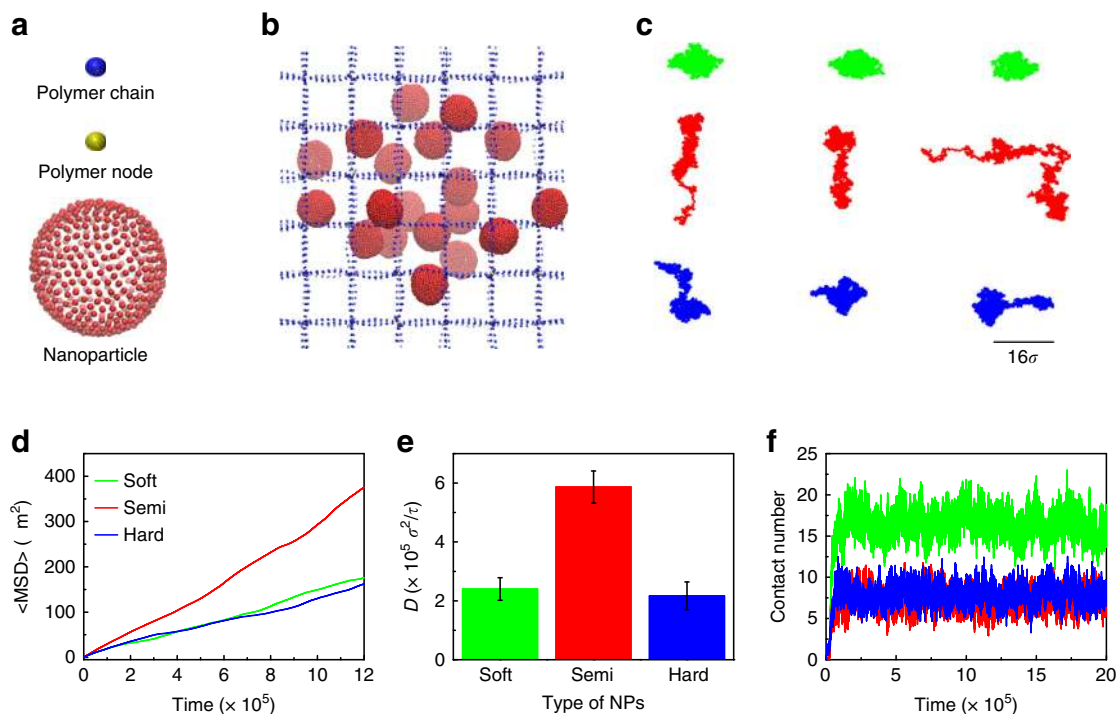 a
Polymer chain
Polymer node
Nanoparticle
b
c
16σ
d
<MSD> ( m²)
400
300
200
100
0
Soft
Semi
Hard
0 2 4 6 8 10 12
Time (× 10⁵)
e
D (× 10⁵ σ²/τ)
6
4
2
0
Soft Semi Hard
Type of NPs
f
Contact number
25
20
15
10
5
0
0 5 10 15 20
Time (× 10⁵)